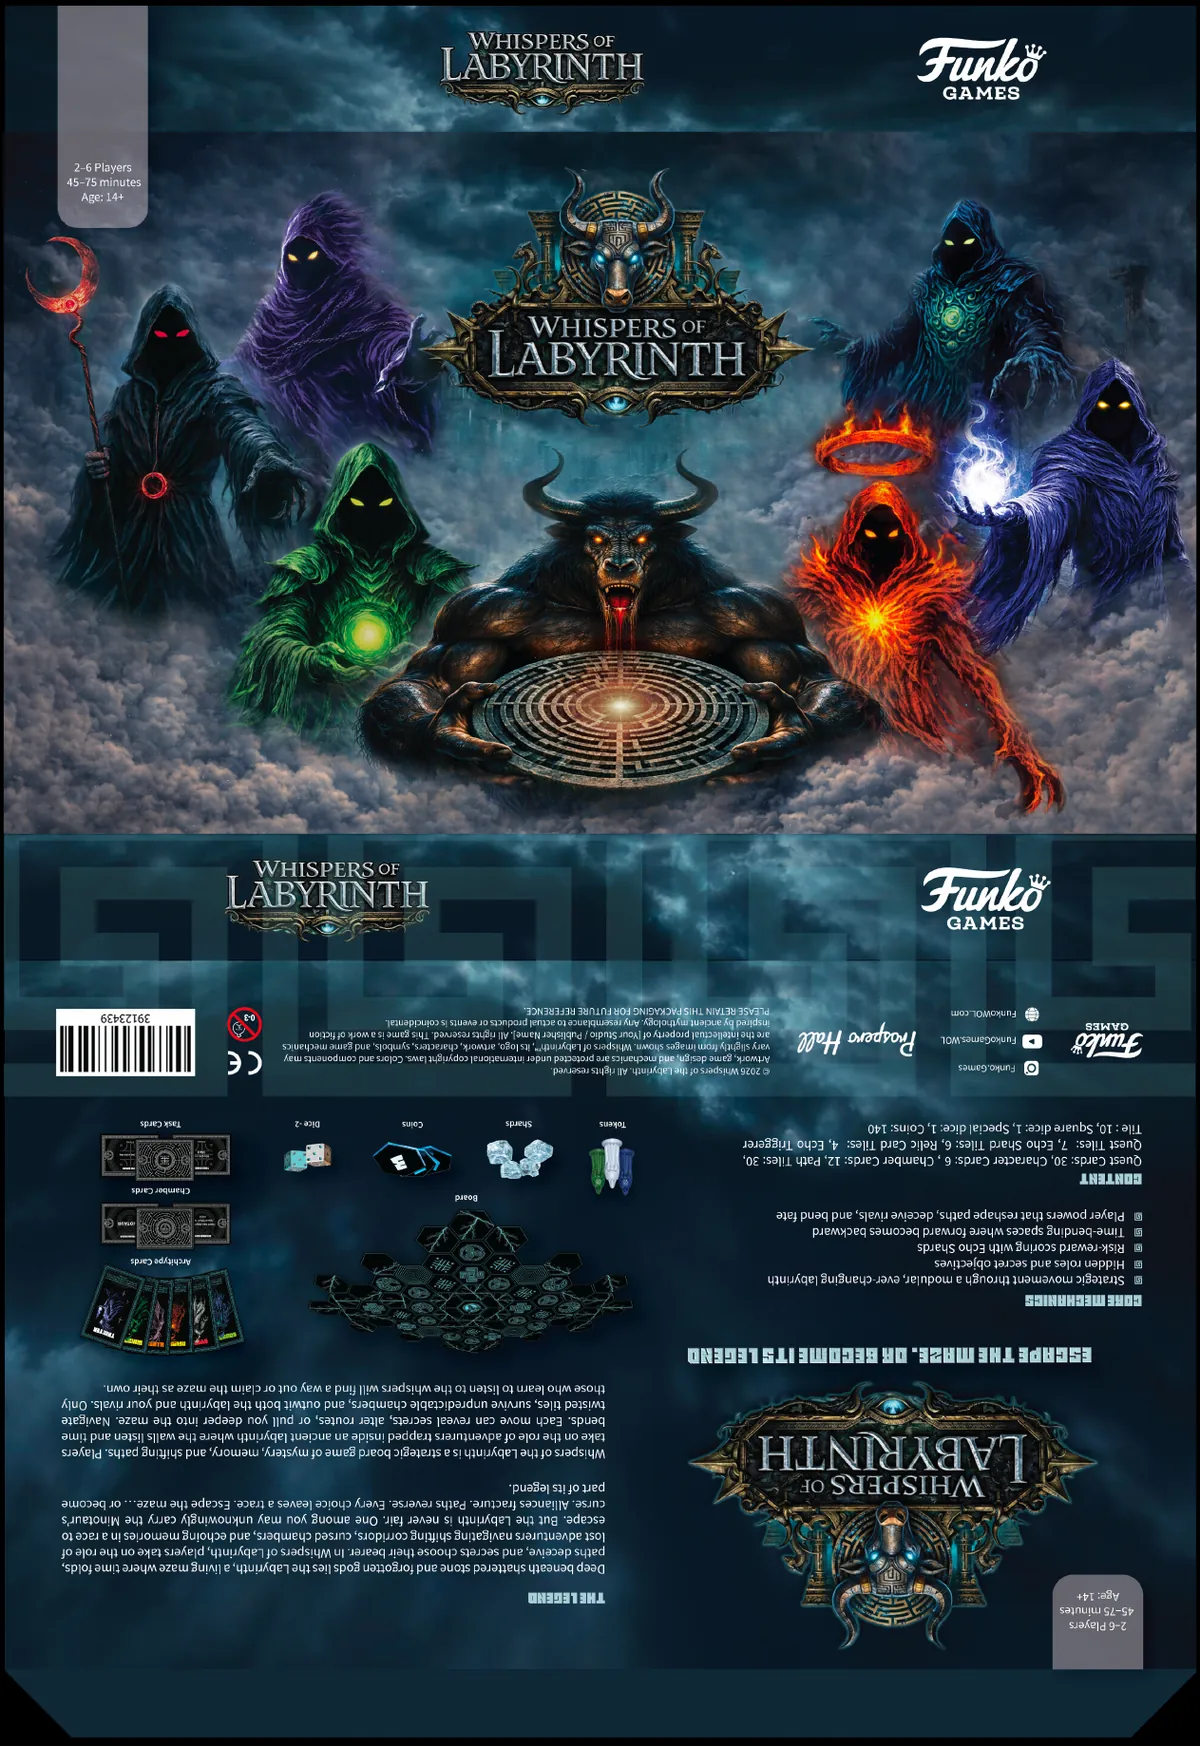 WHISPERS OF
LABYRINTH
Funko
GAMES
2–6 Players
45–75 minutes
Age: 14+
WHISPERS OF
LABYRINTH
WHISPERS OF
LABYRINTH
Funko
GAMES
2–6 Players
45–75 minutes
Age: 14+
WHISPERS OF
LABYRINTH
ESCAPE THE MAZE. OR BECOME ITS LEGEND
CORE MECHANICS
Strategic movement through a modular, ever-changing labyrinth
Hidden roles and secret objectives
Risk-reward scoring with Echo Shards
Time-bending spaces where forward becomes backward
Player powers that reshape paths, deceive rivals, and bend fate
CONTENT
Quest Cards: 30, Character Cards: 6 , Chamber Cards: 12, Path Tiles: 30,
Quest Tiles: 7, Echo Shard Tiles: 6, Relic Card Tiles: 4, Echo Triggerer
Tile : 10, Square dice: 1, Special dice: 1, Coins: 140
THE LEGEND
Deep beneath shattered stone and forgotten gods lies the Labyrinth, a living maze where time folds,
paths deceive, and secrets choose their bearer. In Whispers of Labyrinth, players take on the role of
lost adventurers navigating shifting corridors, cursed chambers, and echoing memories in a race to
escape. But the Labyrinth is never fair. One among you may unknowingly carry the Minotaur's
curse. Alliances fracture. Paths reverse. Every choice leaves a trace. Escape the maze… or become
part of its legend.
Whispers of the Labyrinth is a strategic board game of mystery, memory, and shifting paths. Players
take on the role of adventurers trapped inside an ancient labyrinth where the walls listen and time
bends. Each move can reveal secrets, alter routes, or pull you deeper into the maze. Navigate
twisted tiles, survive unpredictable chambers, and outwit both the labyrinth and your rivals. Only
those who learn to listen to the whispers will find a way out or claim the maze as their own.
Architype Cards
Chamber Cards
Task Cards
Board
Tokens
Shards
Coins
Dice -2
Funko
GAMES
Funko.Games
FunkoGames.WOL
FunkoWOL.com
Prospero Hall
© 2026 Whispers of the Labyrinth. All rights reserved.
Artwork, game design, and mechanics are protected under international copyright laws. Colors and components may
vary slightly from images shown. Whispers of Labyrinth™, its logo, artwork, characters, symbols, and game mechanics
are the intellectual property of [Your Studio / Publisher Name]. All rights reserved. This game is a work of fiction
inspired by ancient mythology. Any resemblance to actual products or events is coincidental.
PLEASE RETAIN THIS PACKAGING FOR FUTURE REFERENCE.
CE
0-3
39123439